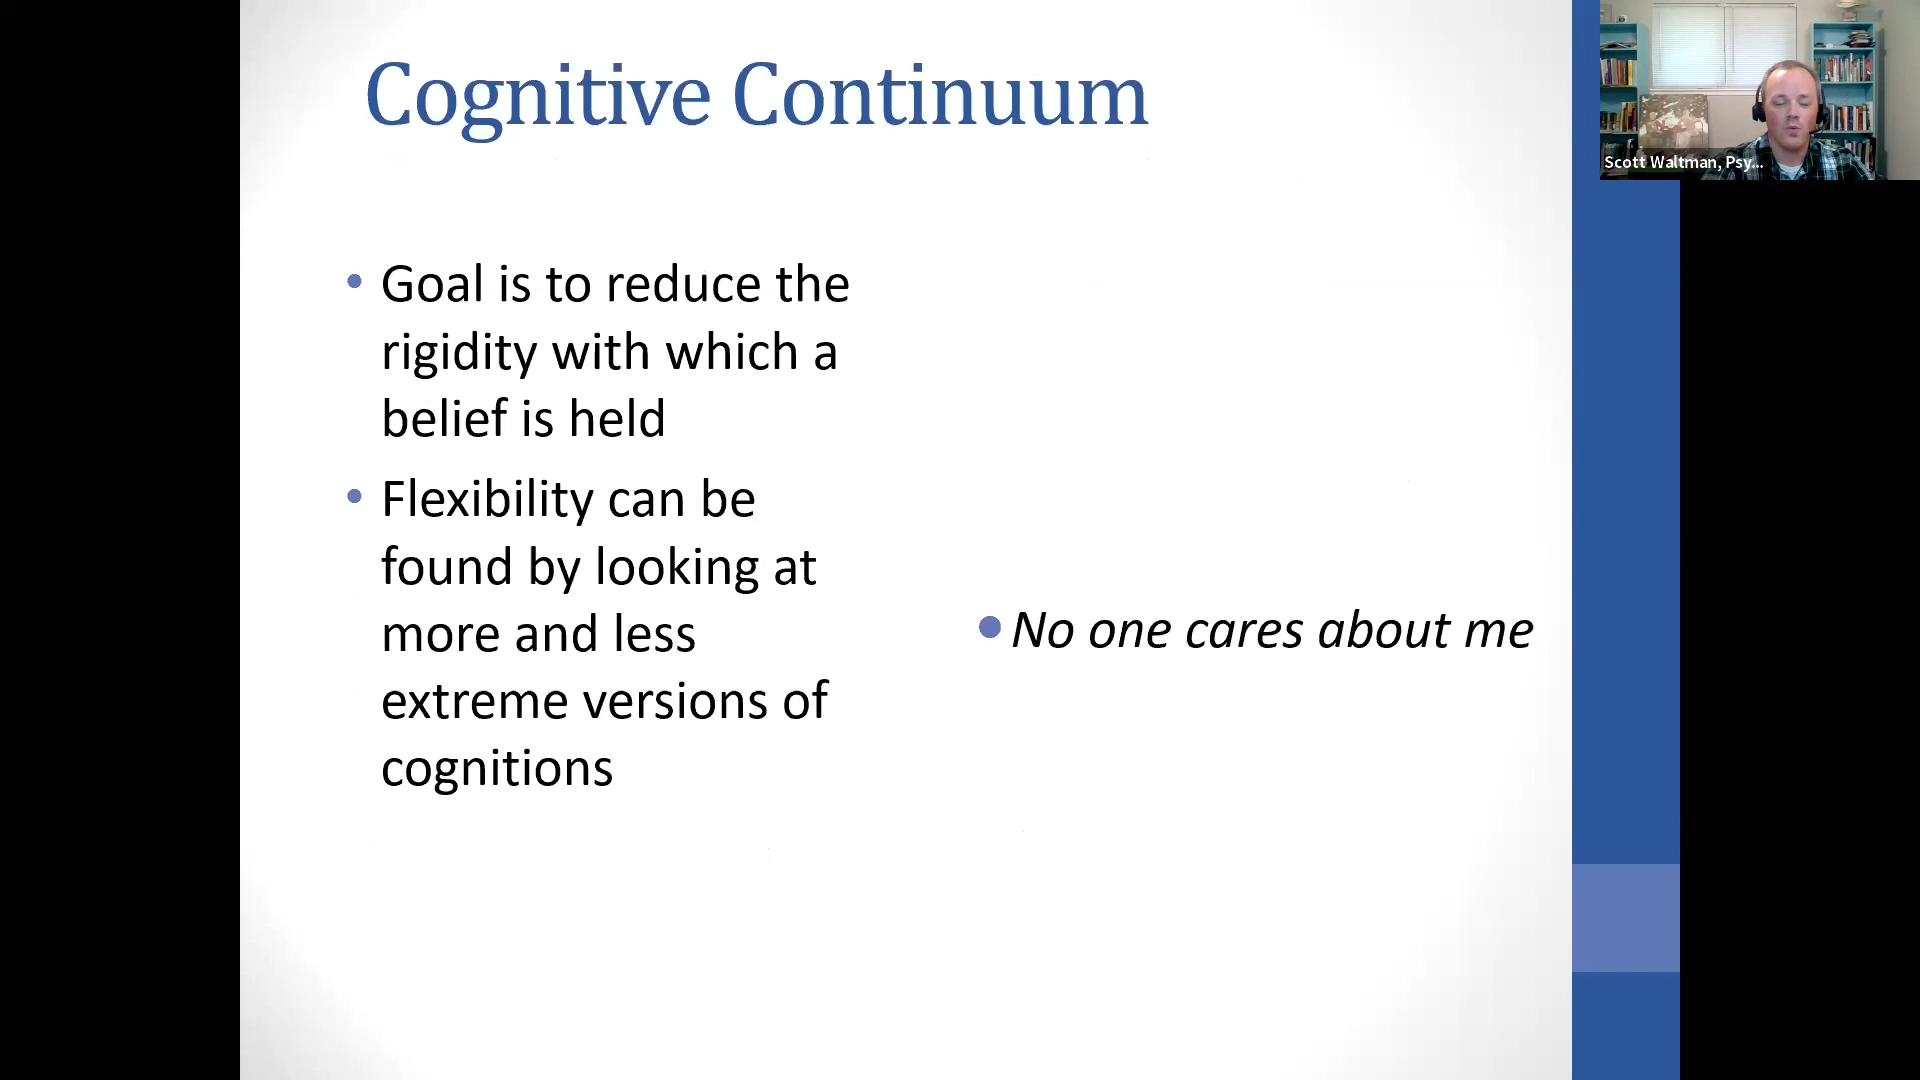 Cognitive Continuum
Scott Waltman, Psy...
• Goal is to reduce the
rigidity with which a
belief is held
• Flexibility can be
found by looking at
more and less
extreme versions of
cognitions
• No one cares about me